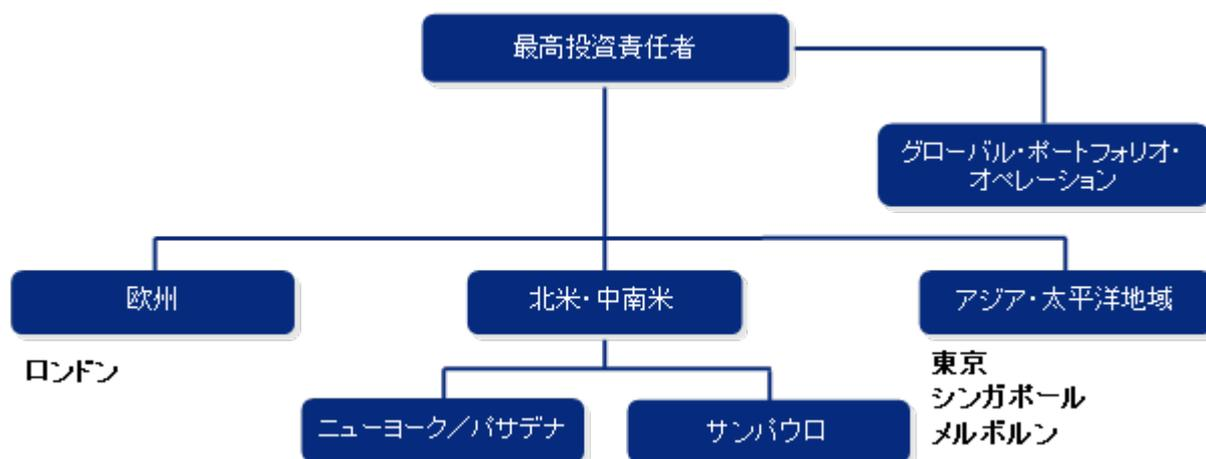 最高投資責任者
グローバル・ポートフォリオ・
オペレーション
欧州
北米・中南米
アジア・太平洋地域
ロンドン
東京
シンガポール
メルボルン
ニューヨーク／パサデナ
サンパウロ